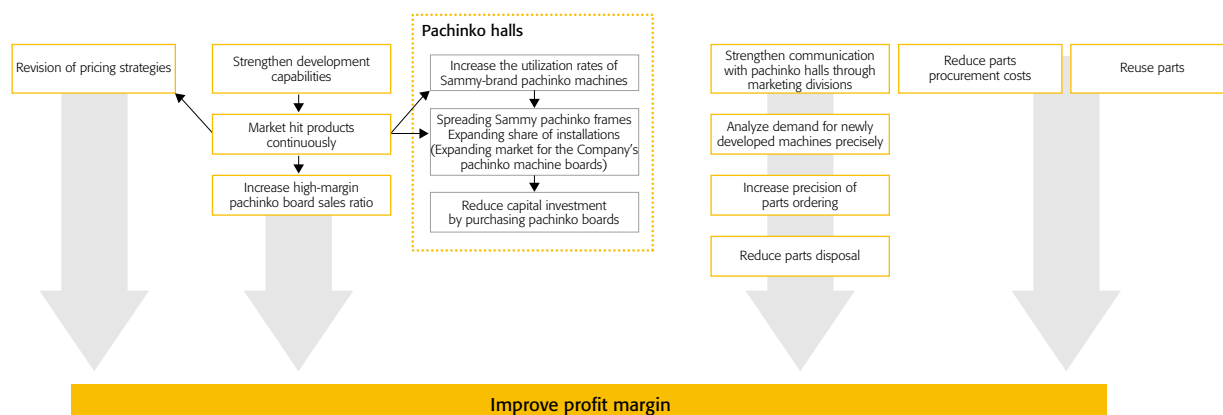 Pachinko halls
Revision of pricing strategies
Strengthen development
capabilities
Market hit products
continuously
Increase high-margin
pachinko board sales ratio
Increase the utilization rates of
Sammy-brand pachinko machines
Spreading Sammy pachinko frames
Expanding share of installations
(Expanding market for the Company's
pachinko machine boards)
Reduce capital investment
by purchasing pachinko boards
Strengthen communication
with pachinko halls through
marketing divisions
Analyze demand for newly
developed machines precisely
Increase precision of
parts ordering
Reduce parts disposal
Reduce parts
procurement costs
Reuse parts
Improve profit margin